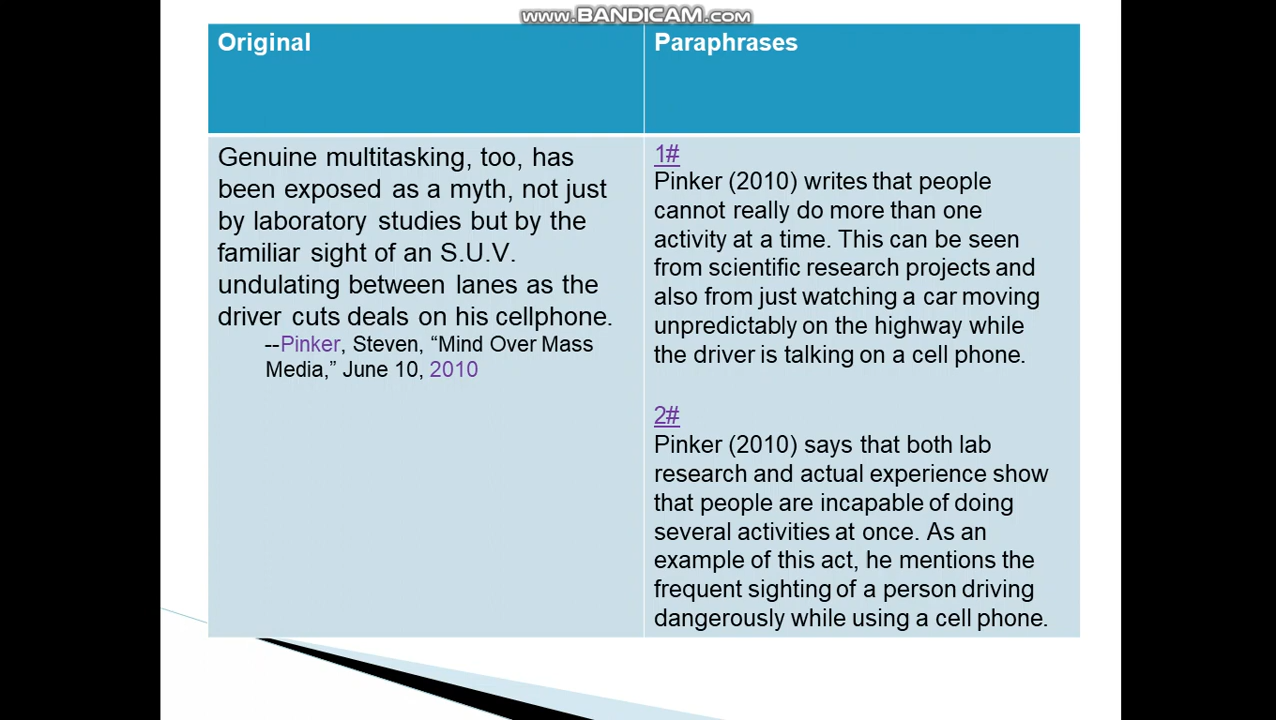 www.BANDICAM.com
Original
Paraphrases
Genuine multitasking, too, has
been exposed as a myth, not just
by laboratory studies but by the
familiar sight of an S.U.V.
undulating between lanes as the
driver cuts deals on his cellphone.
--Pinker, Steven, “Mind Over Mass
Media,” June 10, 2010
1#
Pinker (2010) writes that people
cannot really do more than one
activity at a time. This can be seen
from scientific research projects and
also from just watching a car moving
unpredictably on the highway while
the driver is talking on a cell phone.
2#
Pinker (2010) says that both lab
research and actual experience show
that people are incapable of doing
several activities at once. As an
example of this act, he mentions the
frequent sighting of a person driving
dangerously while using a cell phone.